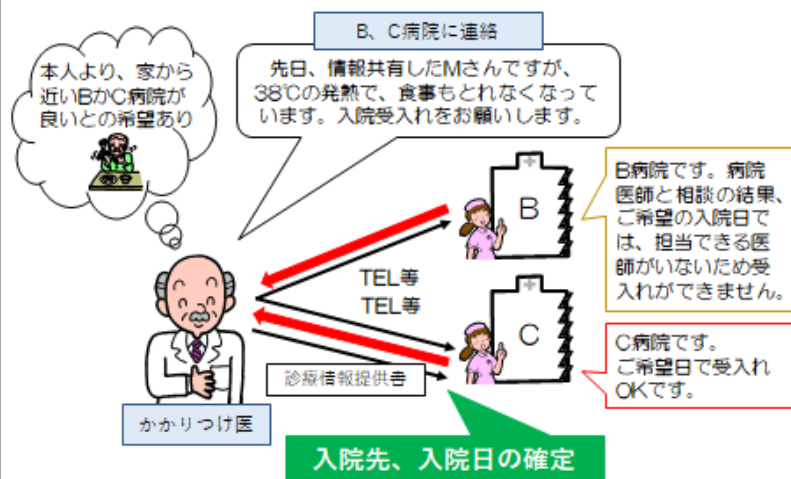 B、C病院に連絡
本人より、家から
近いBかC病院が
良いとの希望あり
先日、情報共有したMさんですが、
38℃の発熱で、食事もとれなくなって
います。入院受入れをお願いします。
B
B病院です。病院
医師と相談の結果、
ご希望の入院日で
は、担当できる医
師がいないため受
入れができません。
TEL等
TEL等
C
C病院です。
ご希望日で受入れ
OKです。
診療情報提供書
かかりつけ医
入院先、入院日の確定